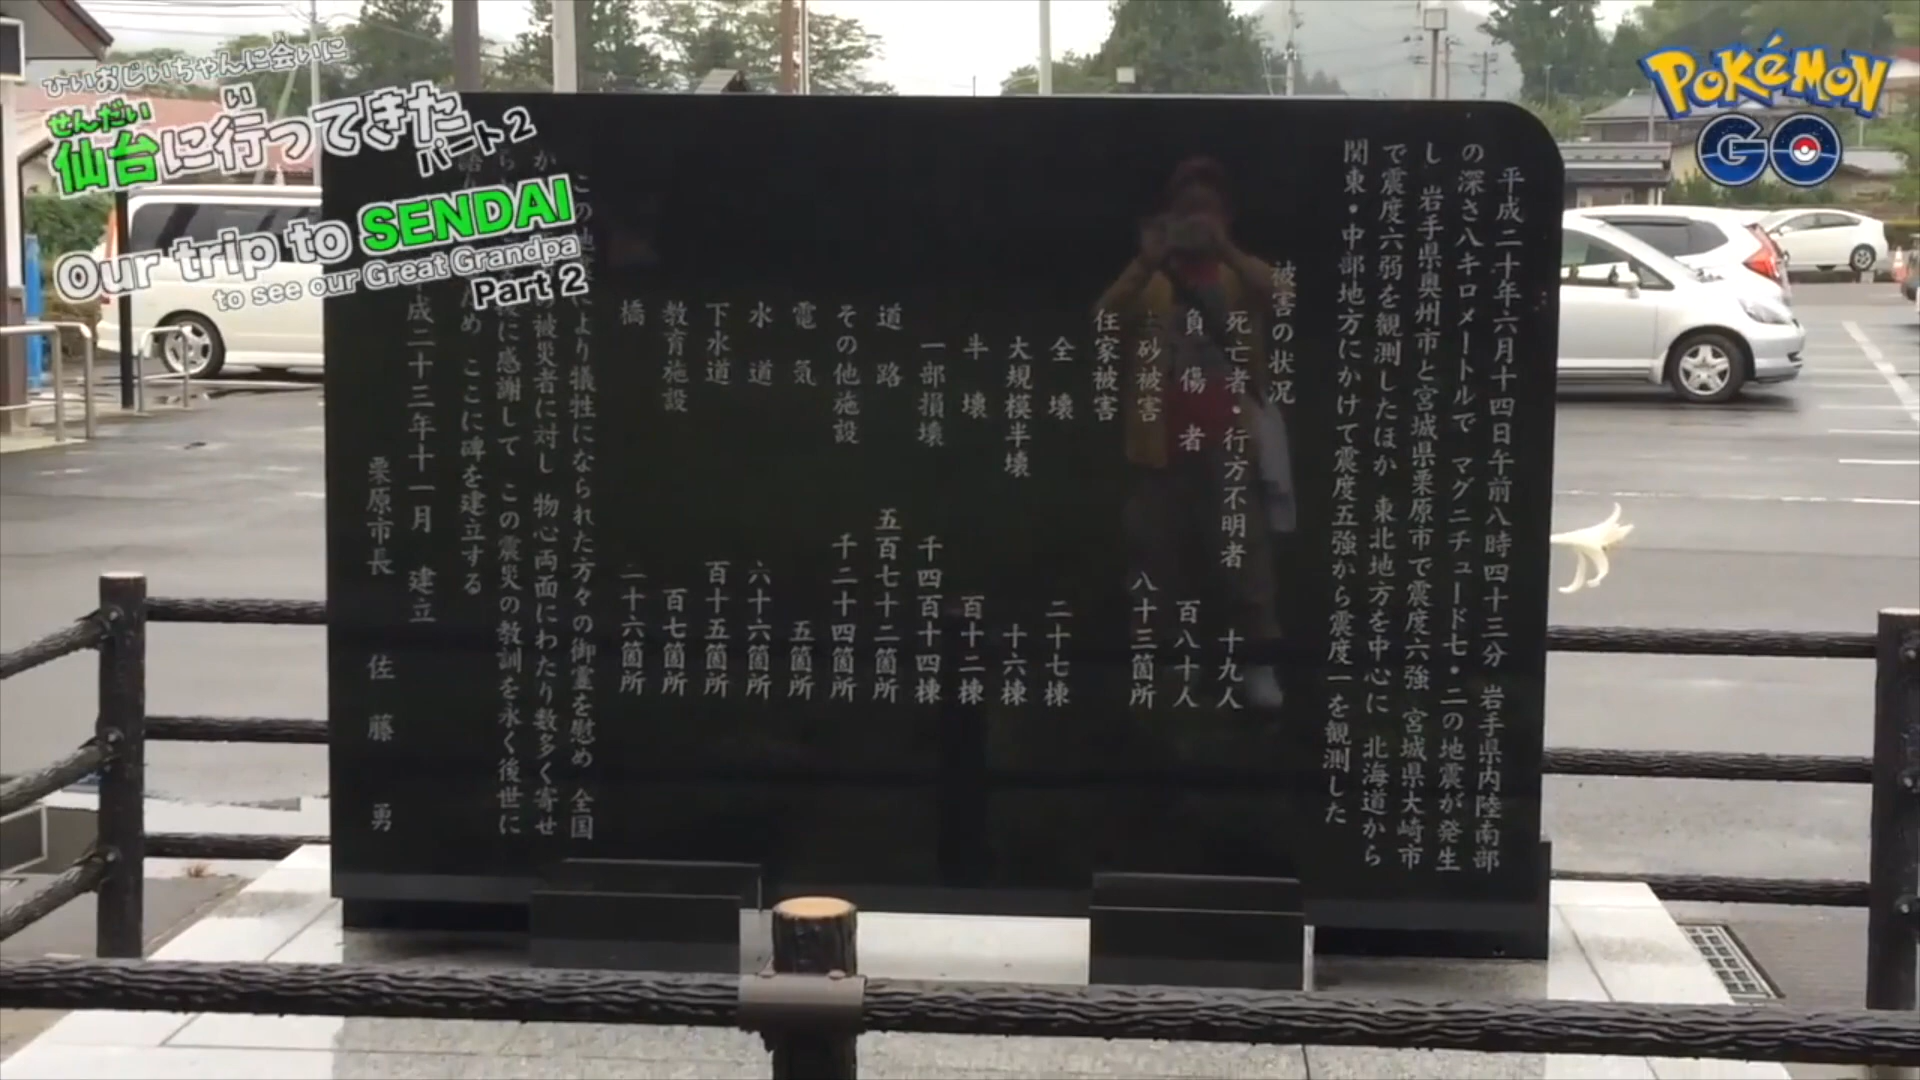 ひいおじいちゃんに会いに
せんだい い
仙台に行ってきた
パート2
Our trip to SENDAI
to see our Great Grandpa
Part 2
POKéMON
GO
平成二十年六月十四日午前八時四十三分 岩手県内陸南部
の深さ八キロメートルで マグニチュード七・二の地震が発生
し 岩手県奥州市と宮城県栗原市で震度六強 宮城県大崎市
で震度六弱を観測したほか 東北地方を中心に 北海道から
関東・中部地方にかけて震度五強から震度一を観測した
被害の状況
死亡者・行方不明者 十九人
負傷者 百八十人
土砂被害 八十三箇所
住家被害
全壊 二十七棟
大規模半壊 十六棟
半壊 百十二棟
一部損壊 千四百十四棟
道路 五百七十二箇所
その他施設 千二十四箇所
電気 五箇所
水道 六十六箇所
下水道 百十五箇所
教育施設 百七箇所
橋 二十六箇所
この地震により犠牲になられた方々の御霊を慰め 全国
か 被災者に対し 物心両面にわたり数多く寄せ
ら に感謝して この震災の教訓を永く後世に
め ここに碑を建立する
成二十三年十一月 建立
栗原市長 佐藤 勇